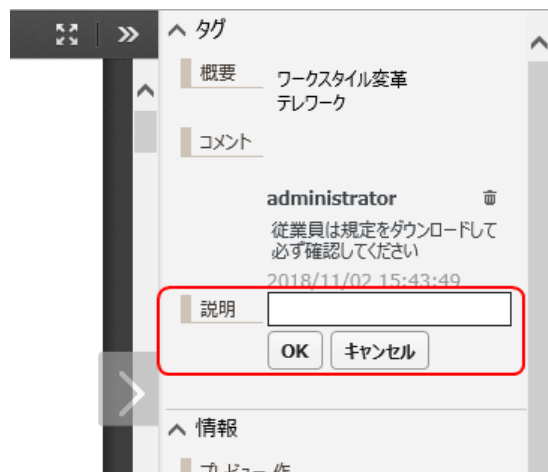 タグ
概要
ワークスタイル変革
テレワーク
コメント
administrator
従業員は規定をダウンロードして
必ず確認してください
2018/11/02 15:43:49
説明
OK キャンセル
情報